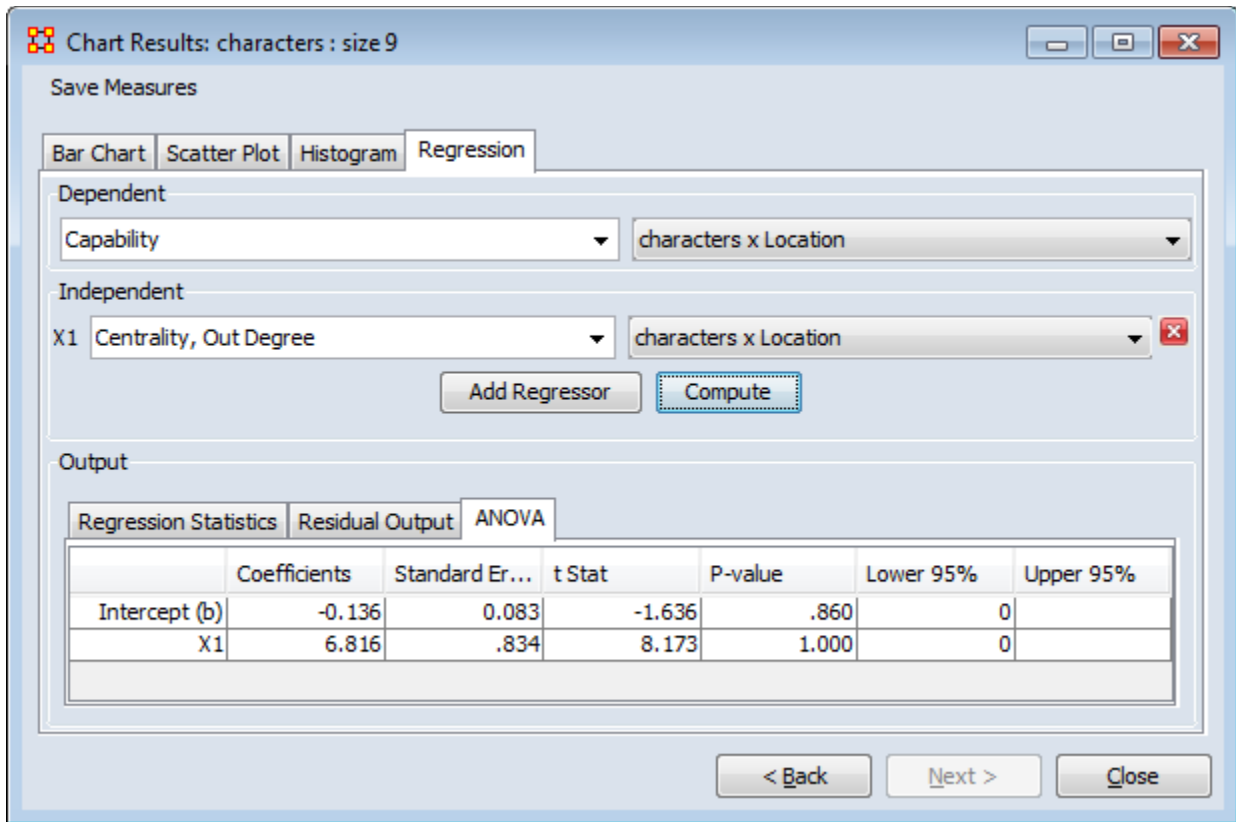 Chart Results: characters : size 9
Save Measures
Bar Chart Scatter Plot Histogram Regression
Dependent
Capability characters x Location
Independent
X1 Centrality, Out Degree characters x Location
Add Regressor Compute
Output
Regression Statistics Residual Output ANOVA
Coefficients Standard Er... t Stat P-value Lower 95% Upper 95%
Intercept (b) -0.136 0.083 -1.636 .860 0
X1 6.816 .834 8.173 1.000 0
< Back Next > Close